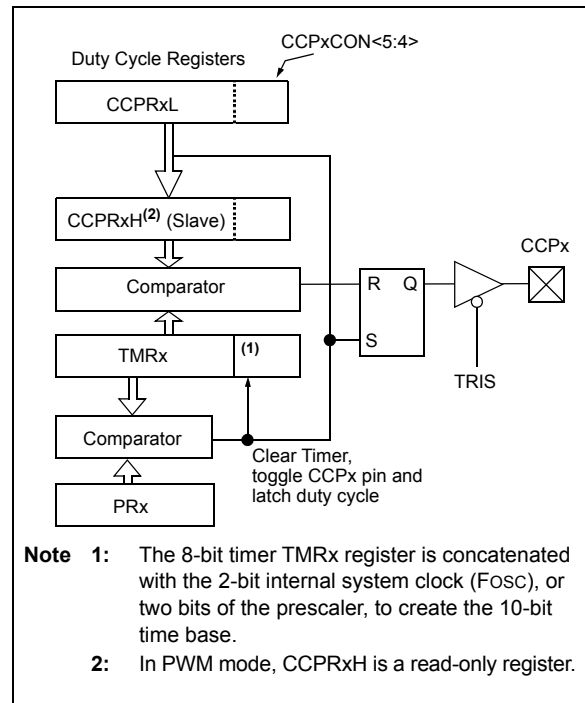 CCPxCON<5:4>
Duty Cycle Registers
CCPRxL
CCPRxH(2) (Slave)
CCPx
Comparator
R Q
TMRx (1)
S
TRIS
Comparator
Clear Timer,
toggle CCPx pin and
latch duty cycle
PRx
Note 1: The 8-bit timer TMRx register is concatenated
with the 2-bit internal system clock (FOSC), or
two bits of the prescaler, to create the 10-bit
time base.
2: In PWM mode, CCPRxH is a read-only register.